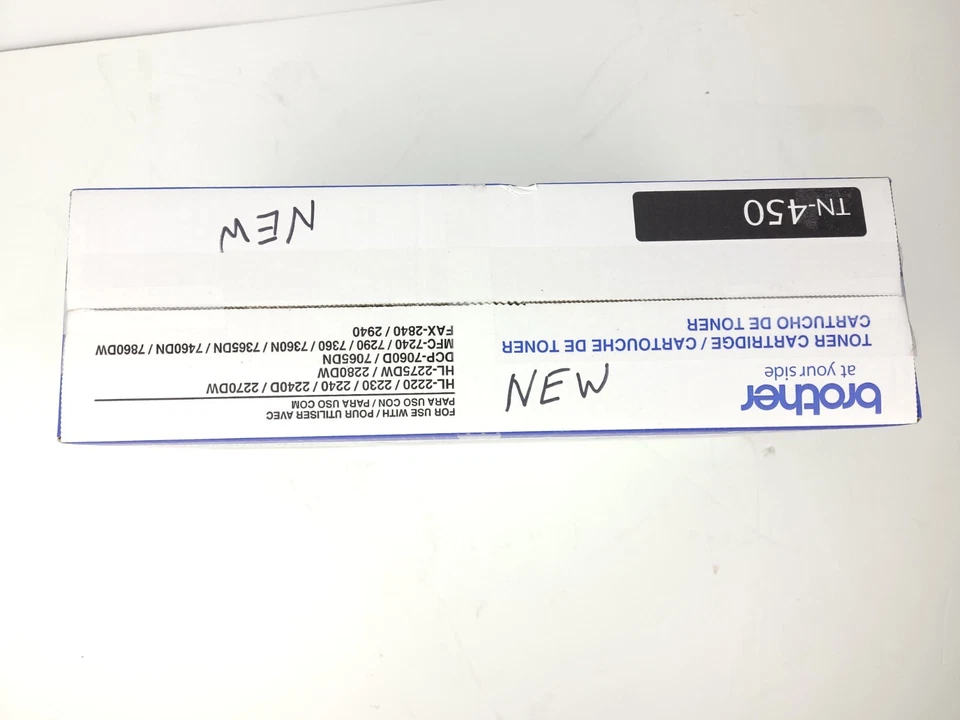 brother
at your side
TONER CARTRIDGE / CARTOUCHE DE TONER
CARTUCHO DE TONER
NEW
FOR USE WITH / POUR UTILISER AVEC
PARA USO CON / PARA USO COM
HL-2220 / 2230 / 2240 / 2240D / 2270DW
HL-2275DW / 2280DW
DCP-7060D / 7065DN
MFC-7240 / 7290 / 7360 / 7360N / 7365DN / 7460DN / 7860DW
FAX-2840 / 2940
TN-450
NEW